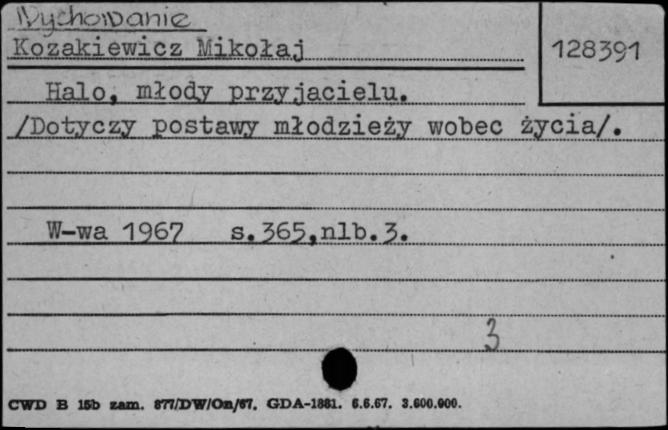 Wychowanie
Kozakiewicz Mikołaj
128391
Halo, młody przyjacielu.
/Dotyczy postawy młodzieży wobec życia/.
W-wa 1967 s.365,nlb.3.
3
CWD B 15b zam. 877/DW/On/67. GDA-1881. 6.6.67. 3.600.000.